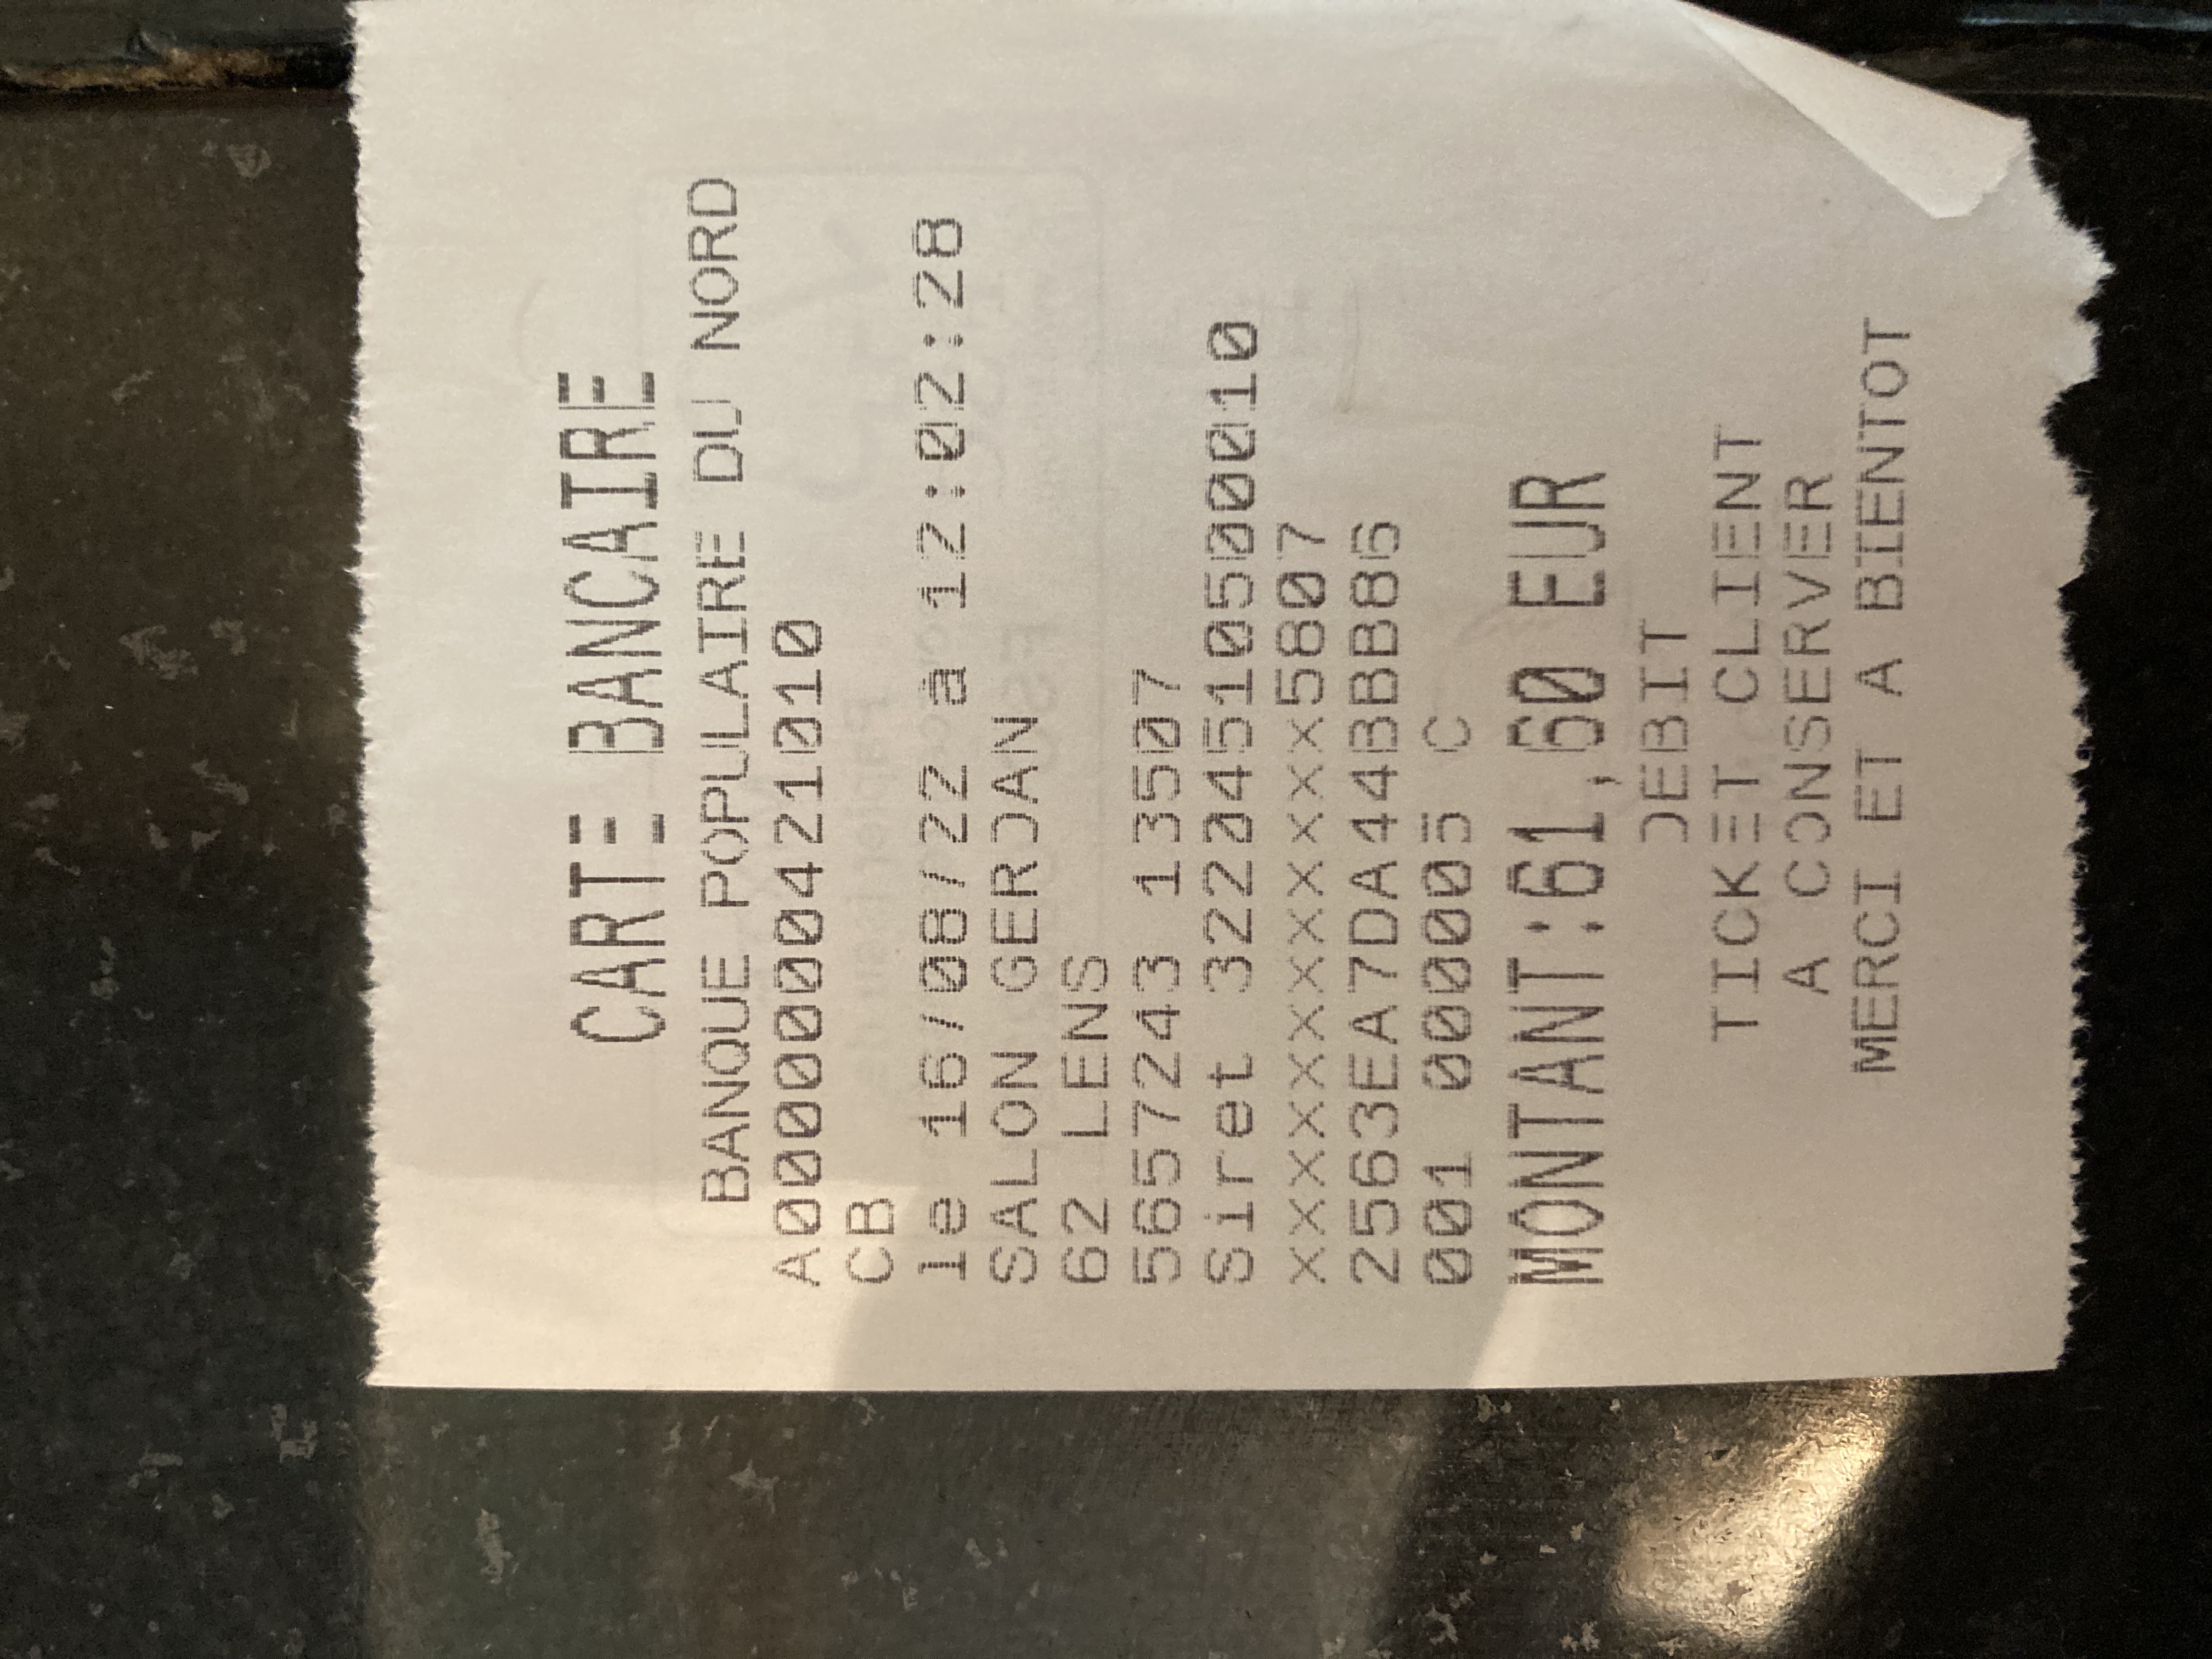 CARTE BANCAIRE
BANQUE POPULAIRE DU NORD
A0000000421010
CB
le 16/08/22 a 12:02:28
SALON GERDAN
62 LENS
5657243 13507
Siret 32204510500010
xxxxxxxxxxxx5807
2563EA7DA44BBB86
001 000005 C
MONTANT:61,60 EUR
DEBIT
TICKET CLIENT
A CONSERVER
MERCI ET A BIENTOT